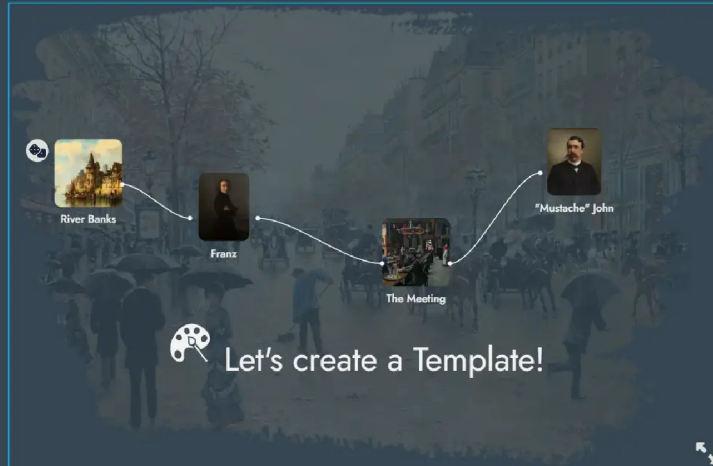 River Banks
Franz
The Meeting
"Mustache" John
Let's create a Template!